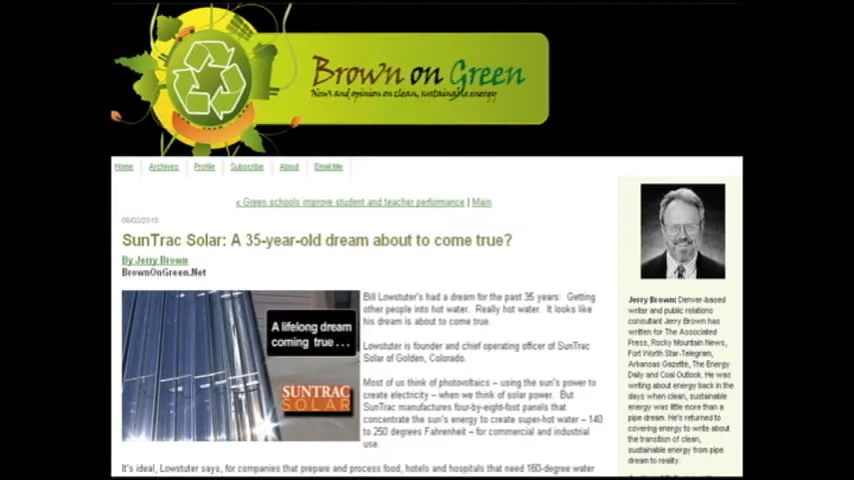 Brown on Green
News and opinion on clean, sustainable energy
Home Archives Profile Subscribe About Email Me
« Green schools improve student and teacher performance | Main
09/03/2010
SunTrac Solar: A 35-year-old dream about to come true?
By Jerry Brown
BrownOnGreen.Net
A lifelong dream
coming true . . .
SUNTRAC
SOLAR
Bill Lowstuter's had a dream for the past 35 years: Getting
other people into hot water. Really hot water. It looks like
his dream is about to come true.
Lowstuter is founder and chief operating officer of SunTrac
Solar of Golden, Colorado.
Most of us think of photovoltaics – using the sun's power to
create electricity – when we think of solar power. But
SunTrac manufactures four-by-eight-foot panels that
concentrate the sun's energy to create super-hot water – 140
to 250 degrees Fahrenheit – for commercial and industrial
use.
It's ideal, Lowstuter says, for companies that prepare and process food, hotels and hospitals that need 160-degree water
Jerry Brown: Denver-based
writer and public relations
consultant Jerry Brown has
written for The Associated
Press, Rocky Mountain News,
Fort Worth Star-Telegram,
Arkansas Gazette, The Energy
Daily and Coal Outlook. He was
writing about energy back in the
days when clean, sustainable
energy was little more than a
pipe dream. He's returned to
covering energy to write about
the transition of clean,
sustainable energy from pipe
dream to reality.